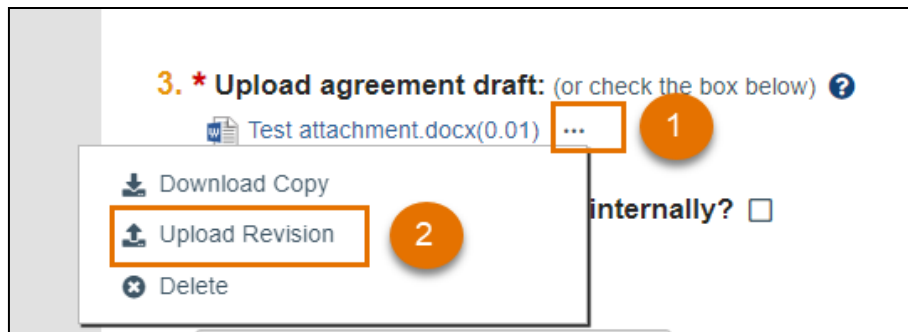 3. * Upload agreement draft: (or check the box below) ?
W Test attachment.docx(0.01) ... 1
Download Copy
internally?
Upload Revision 2
Delete